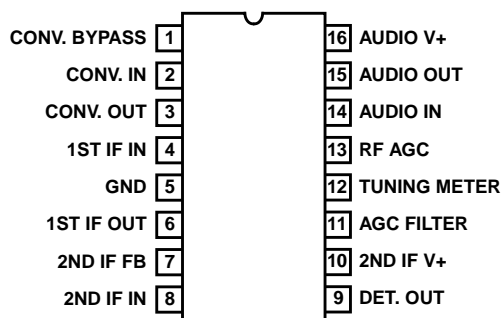 CONV. BYPASS 1 16 AUDIO V+
CONV. IN 2 15 AUDIO OUT
CONV. OUT 3 14 AUDIO IN
1ST IF IN 4 13 RF AGC
GND 5 12 TUNING METER
1ST IF OUT 6 11 AGC FILTER
2ND IF FB 7 10 2ND IF V+
2ND IF IN 8 9 DET. OUT